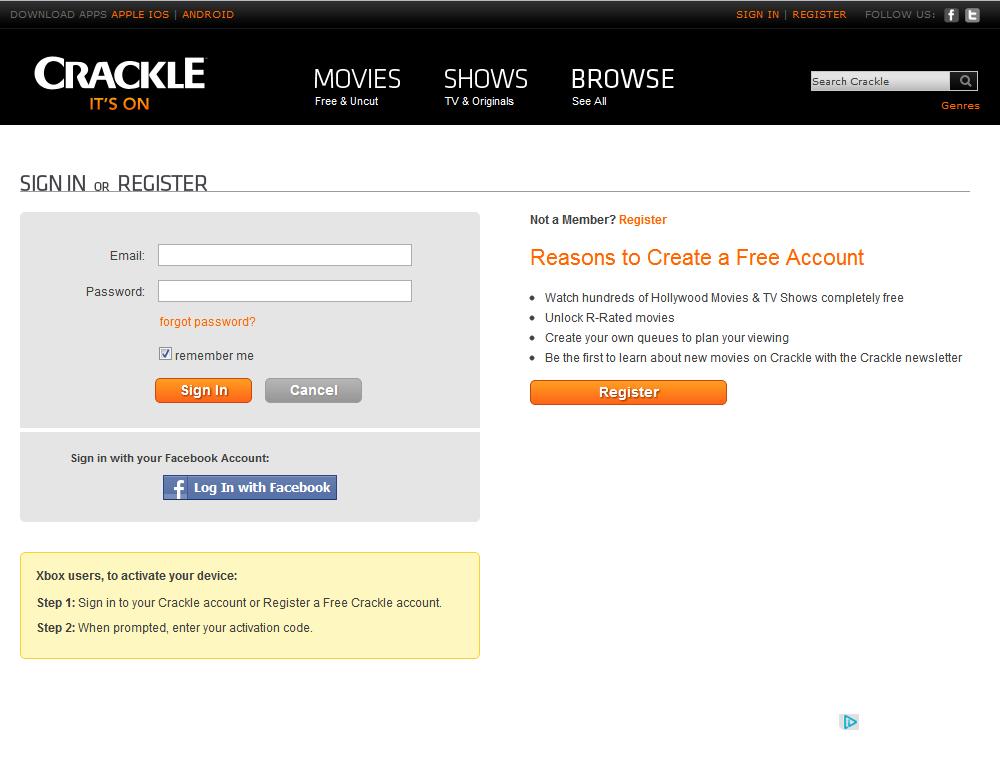 DOWNLOAD APPS APPLE IOS | ANDROID
SIGN IN | REGISTER FOLLOW US:
CRACKLE
IT'S ON
MOVIES
Free & Uncut
SHOWS
TV & Originals
BROWSE
See All
Search Crackle
Genres
SIGN IN OR REGISTER
Email:
Password:
forgot password?
remember me
Sign In Cancel
Sign in with your Facebook Account:
f Log In with Facebook
Not a Member? Register
Reasons to Create a Free Account
Watch hundreds of Hollywood Movies & TV Shows completely free
Unlock R-Rated movies
Create your own queues to plan your viewing
Be the first to learn about new movies on Crackle with the Crackle newsletter
Register
Xbox users, to activate your device:
Step 1: Sign in to your Crackle account or Register a Free Crackle account.
Step 2: When prompted, enter your activation code.